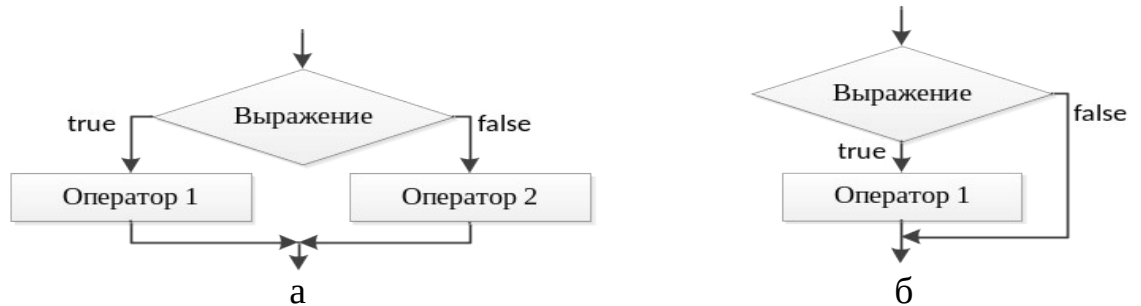 Выражение
true
false
Оператор 1
Оператор 2
а
Выражение
false
true
Оператор 1
б